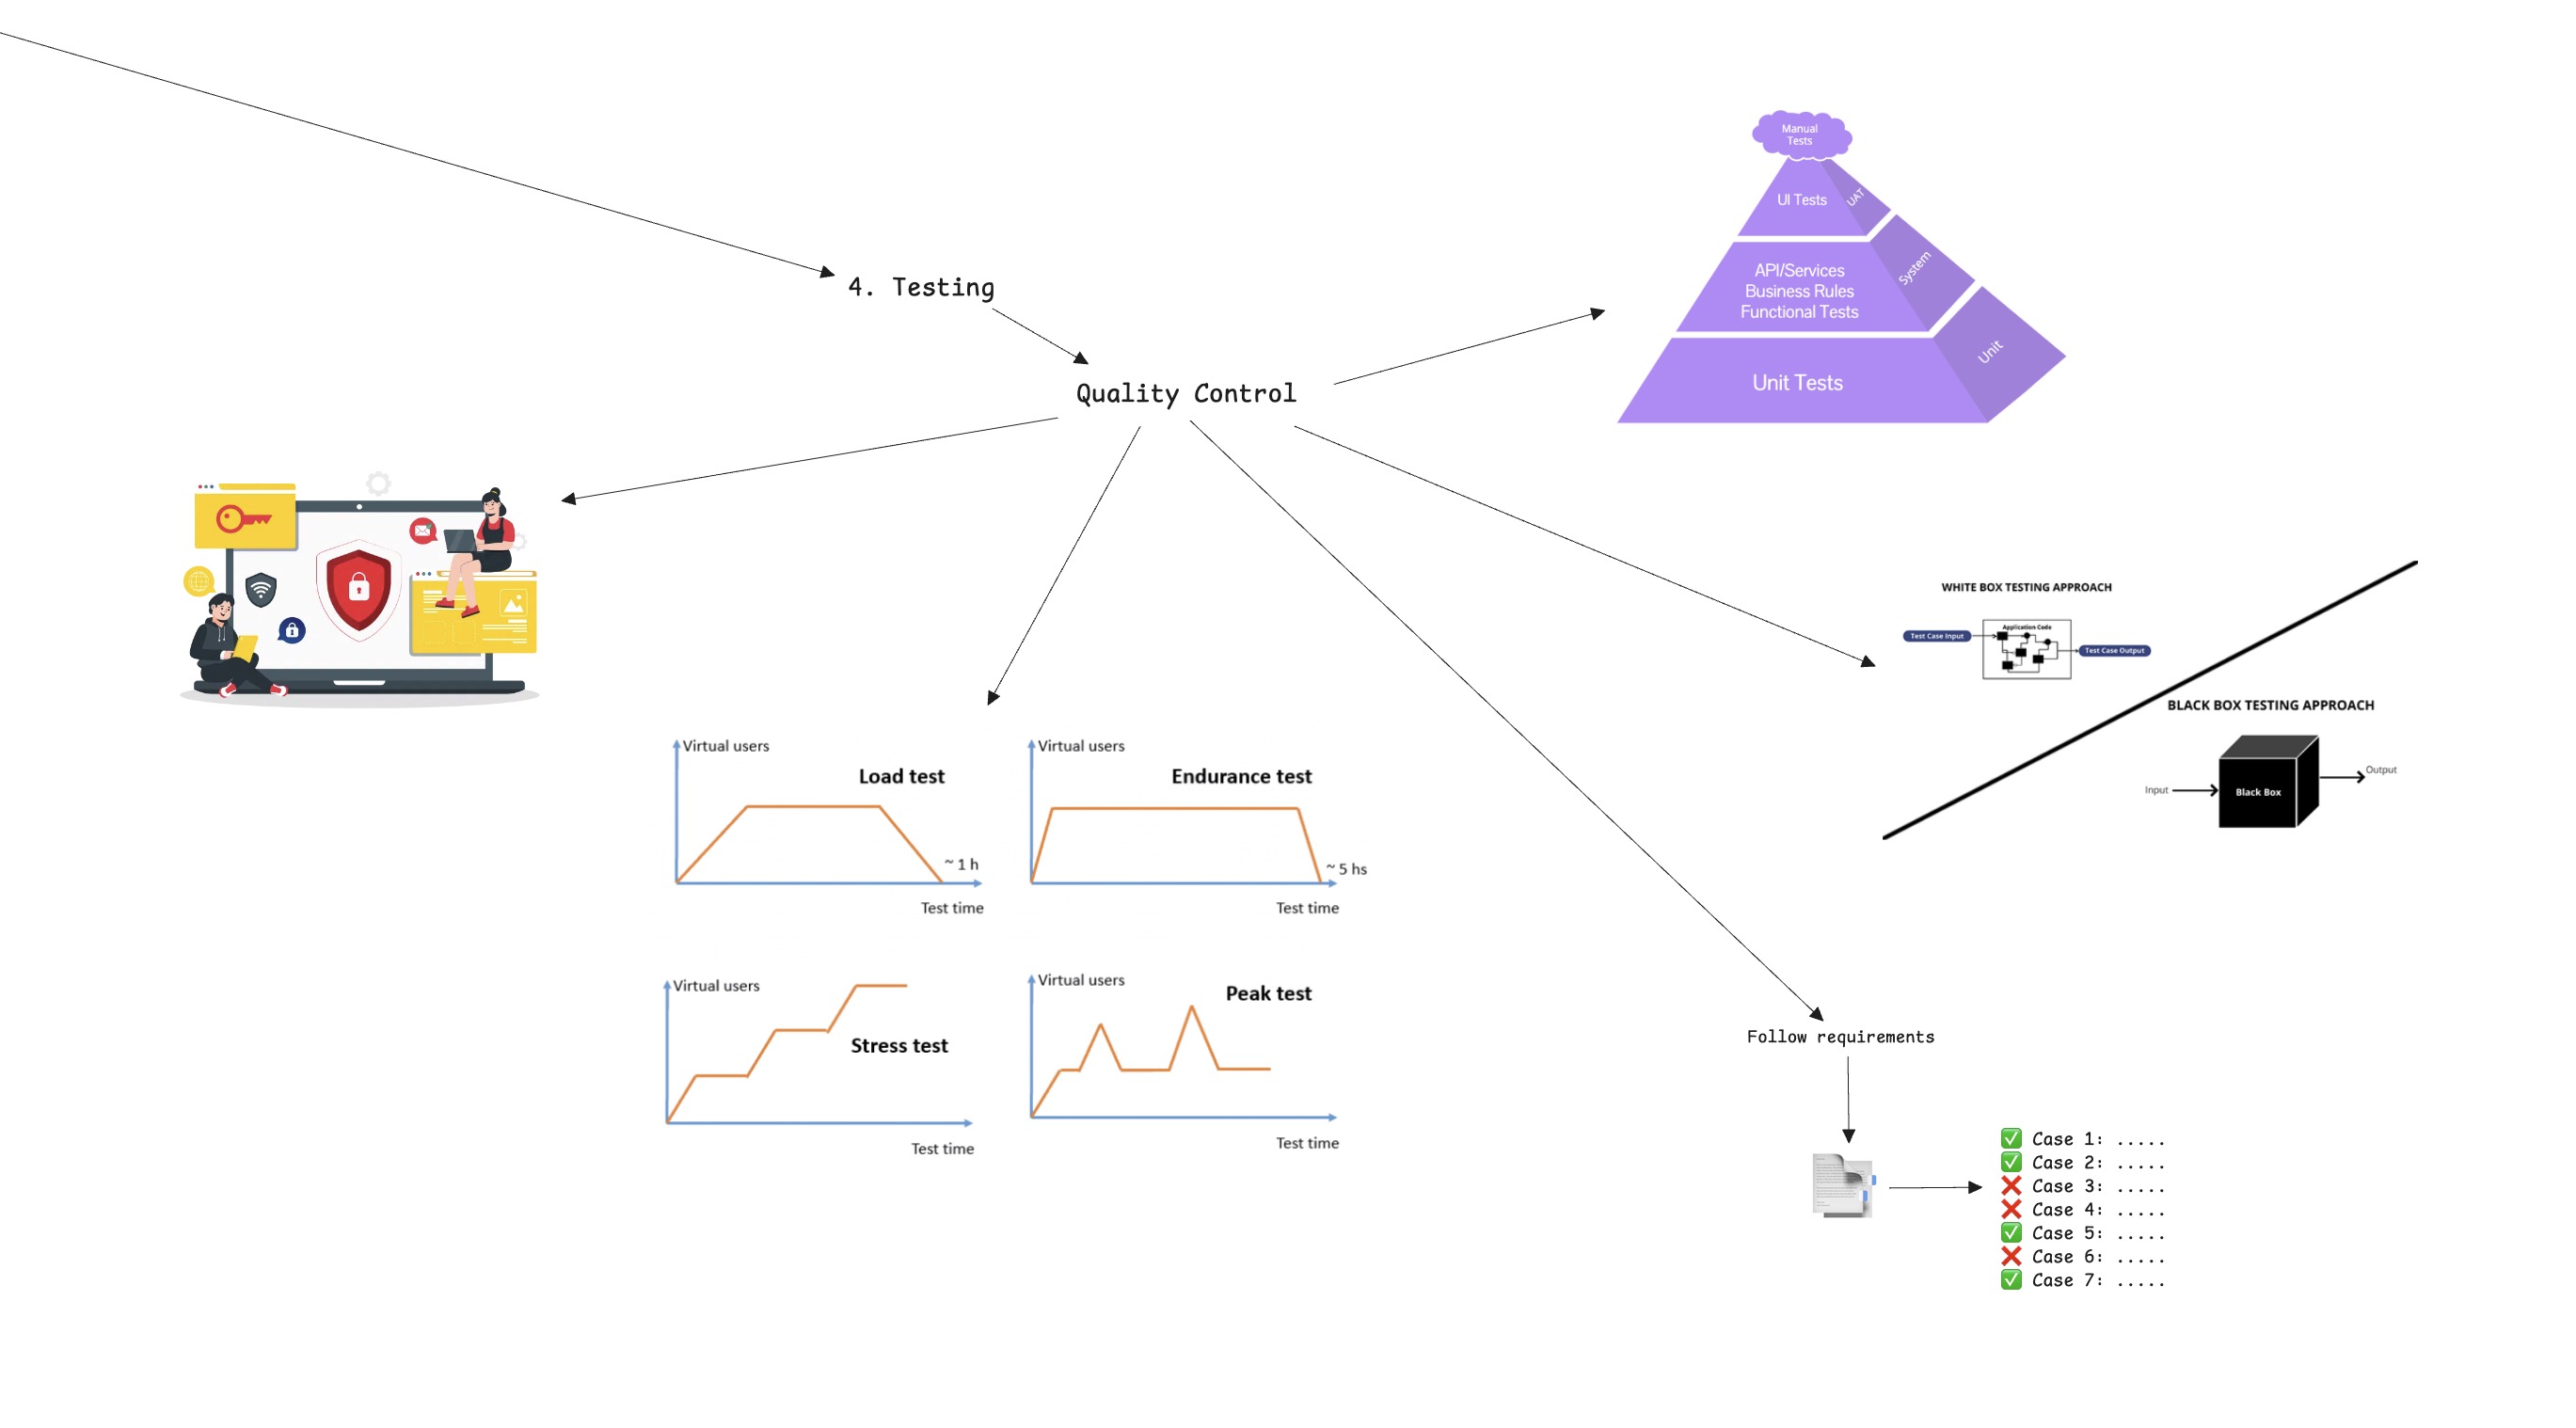 4. Testing
Quality Control
Manual
Tests
UI Tests
UAT
API/Services
Business Rules
Functional Tests
System
Unit Tests
Unit
WHITE BOX TESTING APPROACH
Application Code
Test Case Input
Test Case Output
BLACK BOX TESTING APPROACH
Input
Black Box
Output
Virtual users
Load test
~ 1 h
Test time
Virtual users
Endurance test
~ 5 hs
Test time
Virtual users
Stress test
Test time
Virtual users
Peak test
Test time
Follow requirements
✅ Case 1: .....
✅ Case 2: .....
❌ Case 3: .....
❌ Case 4: .....
✅ Case 5: .....
❌ Case 6: .....
✅ Case 7: .....